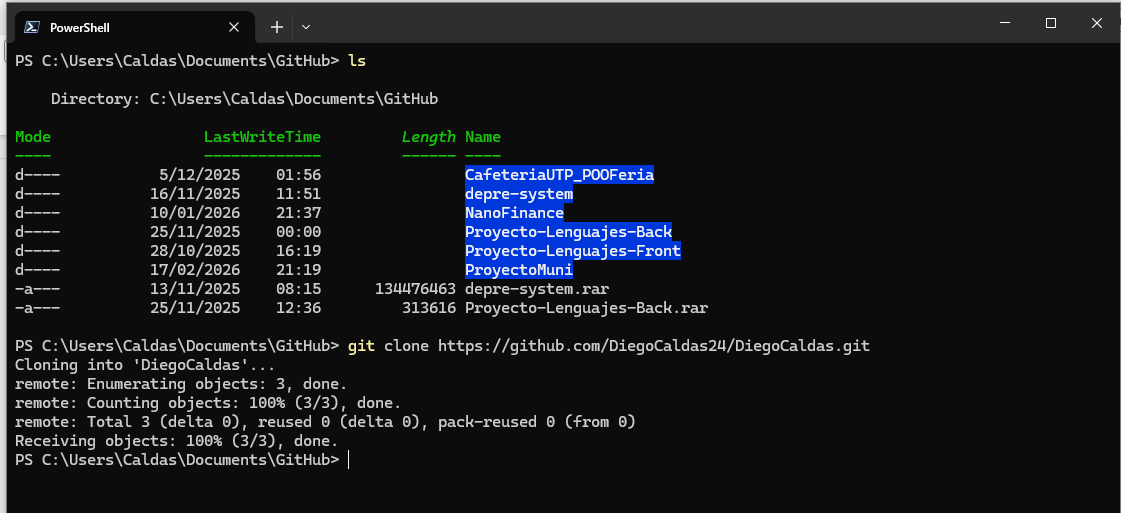 PowerShell
PS C:\Users\Caldas\Documents\GitHub> ls
Directory: C:\Users\Caldas\Documents\GitHub
Mode LastWriteTime Length Name
---- ------------- ------ ----
d---- 5/12/2025 01:56 CafeteriaUTP_POOFeria
d---- 16/11/2025 11:51 depre-system
d---- 10/01/2026 21:37 NanoFinance
d---- 25/11/2025 00:00 Proyecto-Lenguajes-Back
d---- 28/10/2025 16:19 Proyecto-Lenguajes-Front
d---- 17/02/2026 21:19 ProyectoMuni
-a--- 13/11/2025 08:15 134476463 depre-system.rar
-a--- 25/11/2025 12:36 313616 Proyecto-Lenguajes-Back.rar
PS C:\Users\Caldas\Documents\GitHub> git clone https://github.com/DiegoCaldas24/DiegoCaldas.git
Cloning into 'DiegoCaldas'...
remote: Enumerating objects: 3, done.
remote: Counting objects: 100% (3/3), done.
remote: Total 3 (delta 0), reused 0 (delta 0), pack-reused 0 (from 0)
Receiving objects: 100% (3/3), done.
PS C:\Users\Caldas\Documents\GitHub>